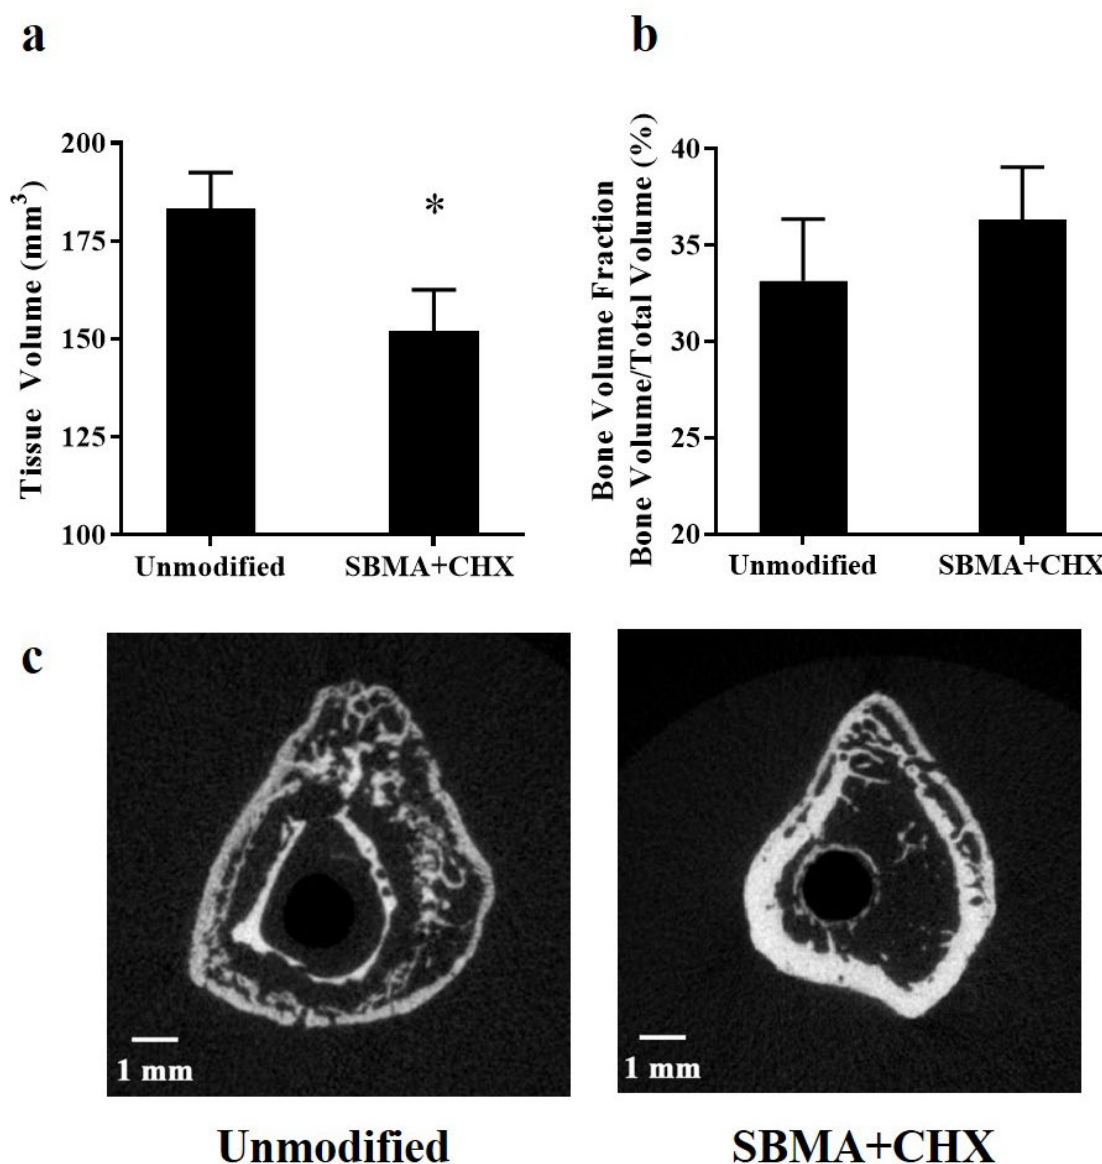 a
Tissue Volume (mm³)
200
175
150
125
100
*
Unmodified
SBMA+CHX
b
Bone Volume Fraction
Bone Volume/Total Volume (%)
40
35
30
25
20
Unmodified
SBMA+CHX
c
1 mm
1 mm
Unmodified
SBMA+CHX